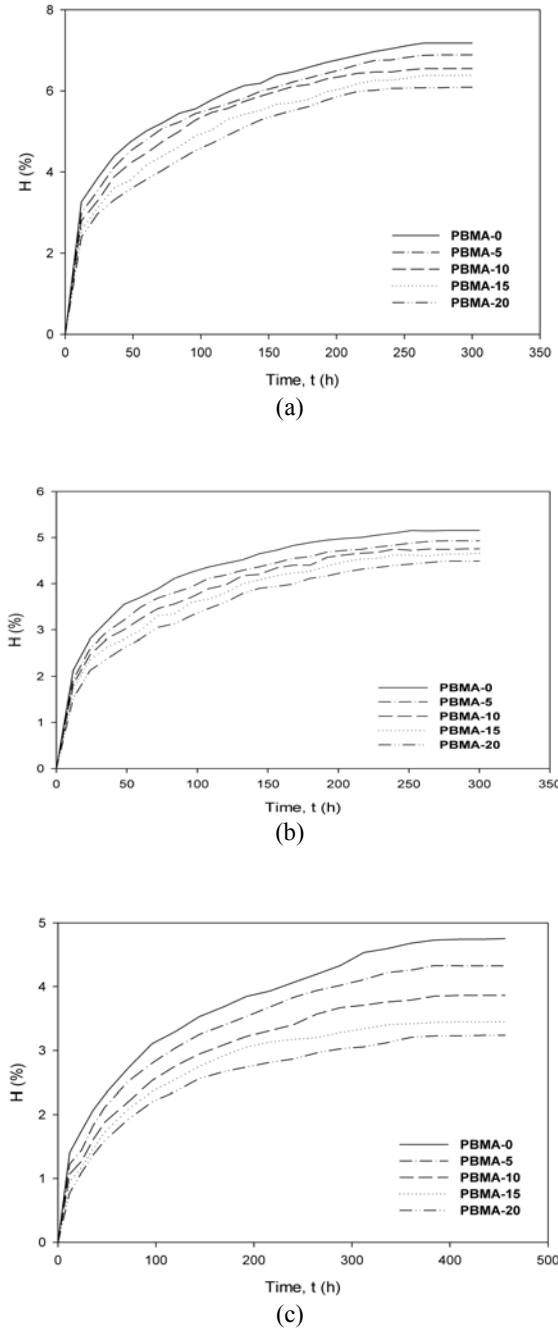 8
6
4
2
0
H (%)
PBMA-0
PBMA-5
PBMA-10
PBMA-15
PBMA-20
0 50 100 150 200 250 300 350
Time, t (h)
(a)
6
5
4
3
2
1
0
H (%)
PBMA-0
PBMA-5
PBMA-10
PBMA-15
PBMA-20
0 50 100 150 200 250 300 350
Time, t (h)
(b)
5
4
3
2
1
0
H (%)
PBMA-0
PBMA-5
PBMA-10
PBMA-15
PBMA-20
0 100 200 300 400 500
Time, t (h)
(c)